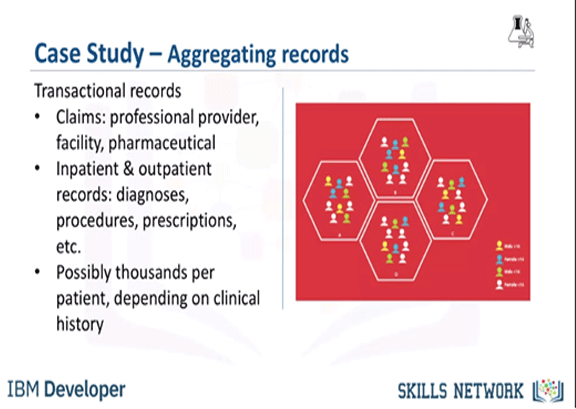 Case Study – Aggregating records
Transactional records
• Claims: professional provider,
facility, pharmaceutical
• Inpatient & outpatient
records: diagnoses,
procedures, prescriptions,
etc.
• Possibly thousands per
patient, depending on clinical
history
IBM Developer
SKILLS NETWORK